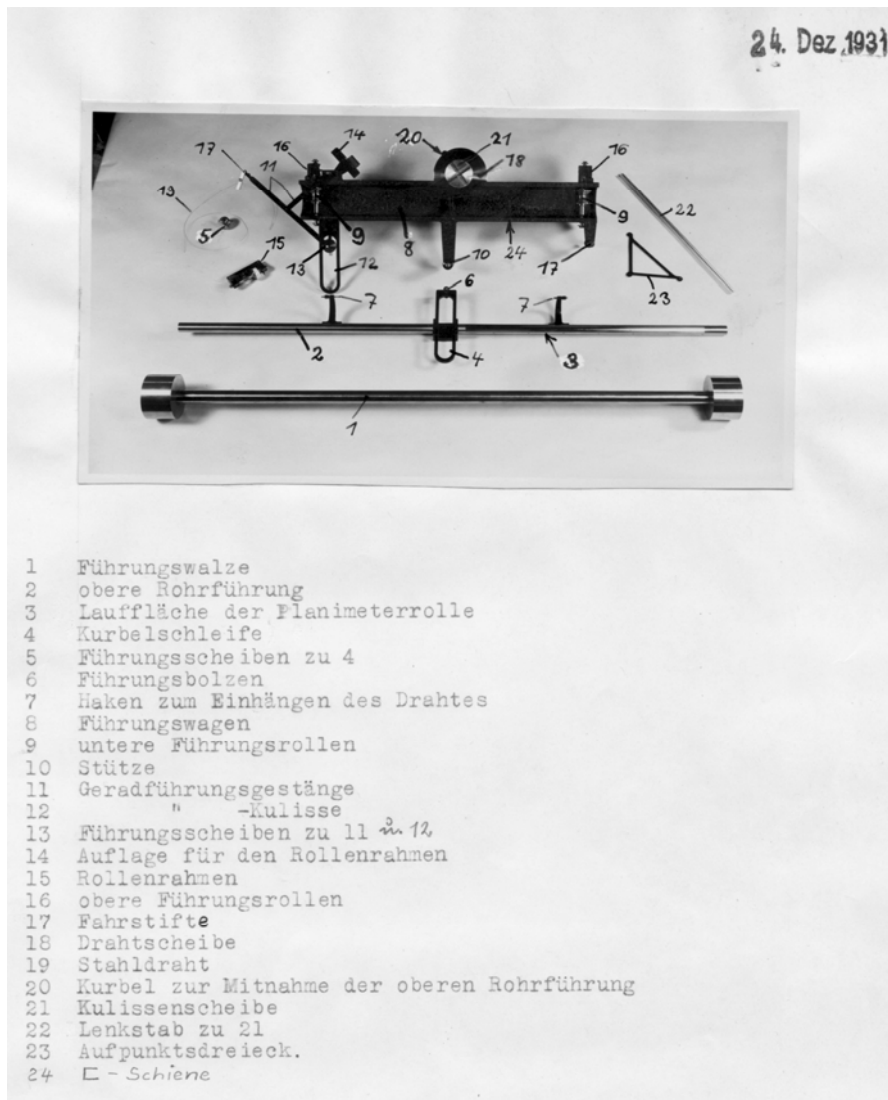 24. Dez. 1931
14
20
21
16
17
16
11
18
13
9
22
5
9
15
8
10
24
13
12
17
23
6
7
7
2
4
3
1
1 Führungswalze
2 obere Rohrführung
3 Lauffläche der Planimeterrolle
4 Kurbelschleife
5 Führungsscheiben zu 4
6 Führungsbolzen
7 Haken zum Einhängen des Drahtes
8 Führungswagen
9 untere Führungsrollen
10 Stütze
11 Geradführungsgestänge
12 " -Kulisse
13 Führungsscheiben zu 11 u. 12
14 Auflage für den Rollenrahmen
15 Rollenrahmen
16 obere Führungsrollen
17 Fahrstifte
18 Drahtscheibe
19 Stahldraht
20 Kurbel zur Mitnahme der oberen Rohrführung
21 Kulissenscheibe
22 Lenkstab zu 21
23 Aufpunktsdreieck.
24 ⊏ - Schiene